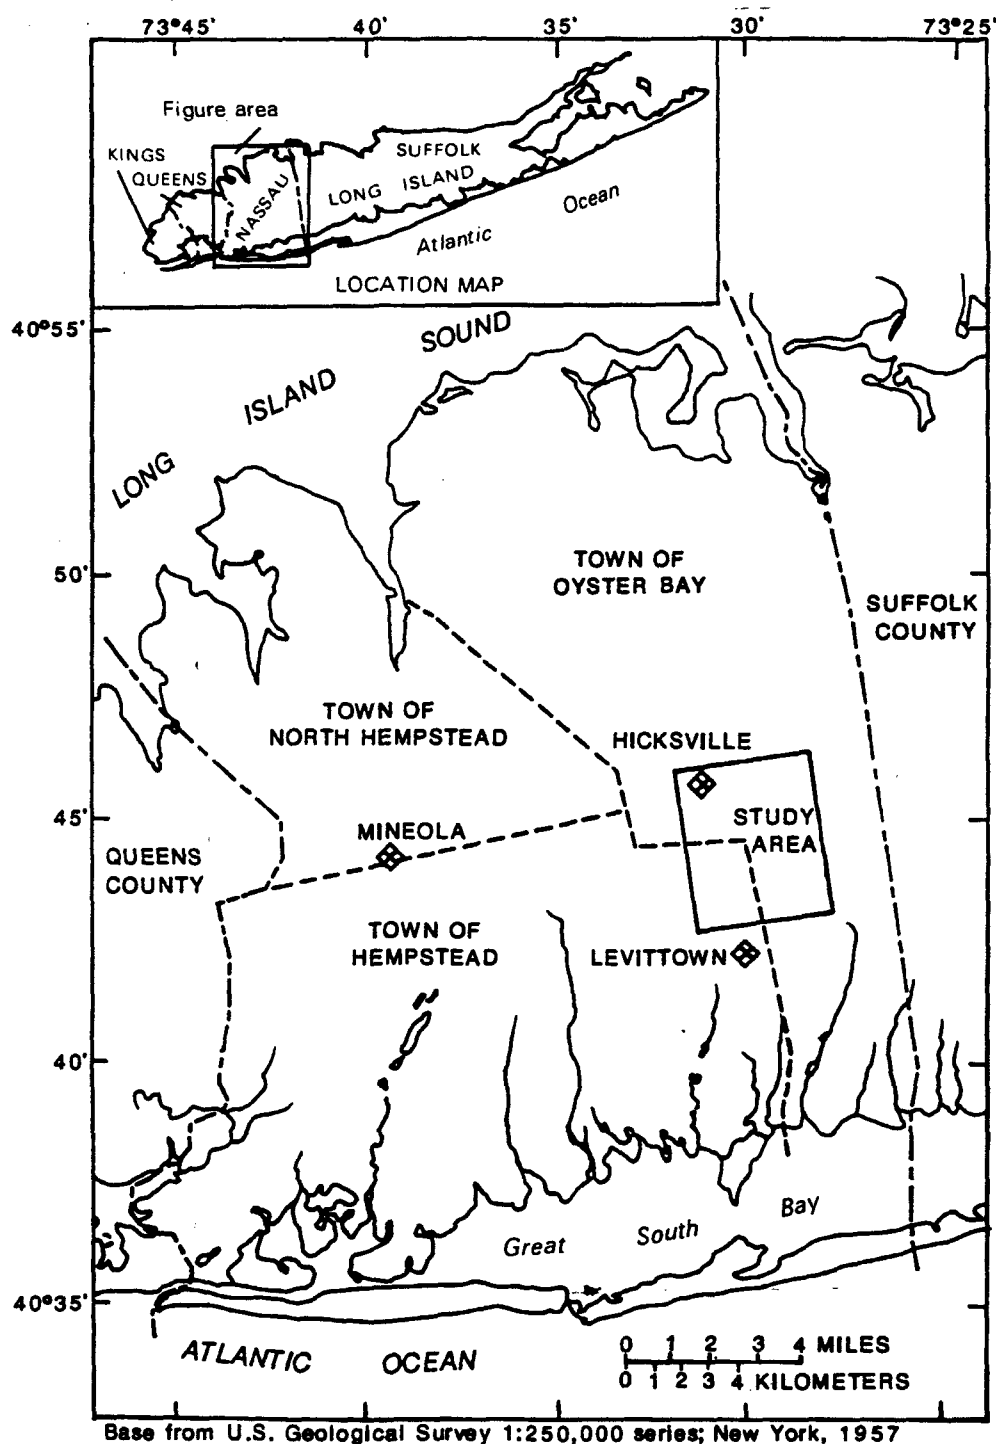 73°45' 40' 30' 73°25'
Figure area
KINGS
QUEENS
NASSAU
SUFFOLK
LONG ISLAND
Atlantic Ocean
LOCATION MAP
40°55'
LONG ISLAND SOUND
50'
TOWN OF
OYSTER BAY
SUFFOLK
COUNTY
TOWN OF
NORTH HEMPSTEAD
HICKSVILLE
45'
MINEOLA
STUDY
AREA
QUEENS
COUNTY
TOWN OF
HEMPSTEAD
LEVITTOWN
40'
Great South Bay
40°35'
ATLANTIC OCEAN
0 1 2 3 4 MILES
0 1 2 3 4 KILOMETERS
40' 30'
Base from U.S. Geological Survey 1:250,000 series; New York, 1957